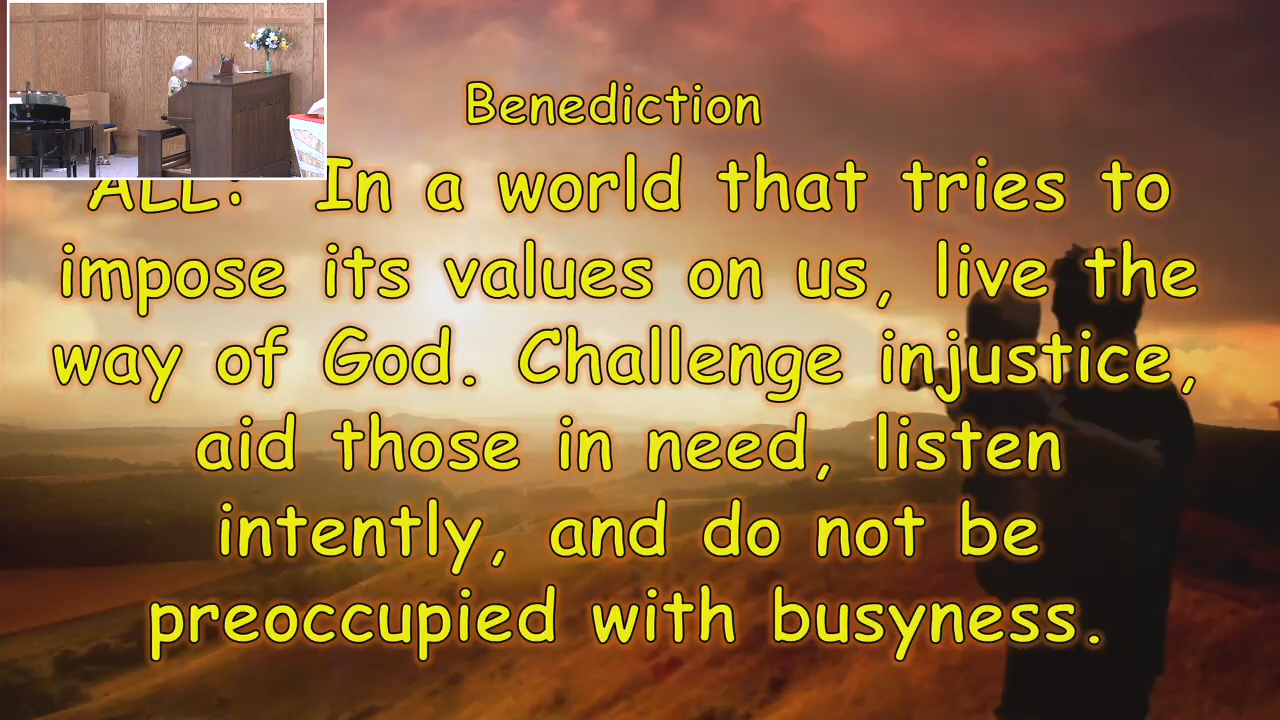 Benediction
ALL: In a world that tries to
impose its values on us, live the
way of God. Challenge injustice,
aid those in need, listen
intently, and do not be
preoccupied with busyness.